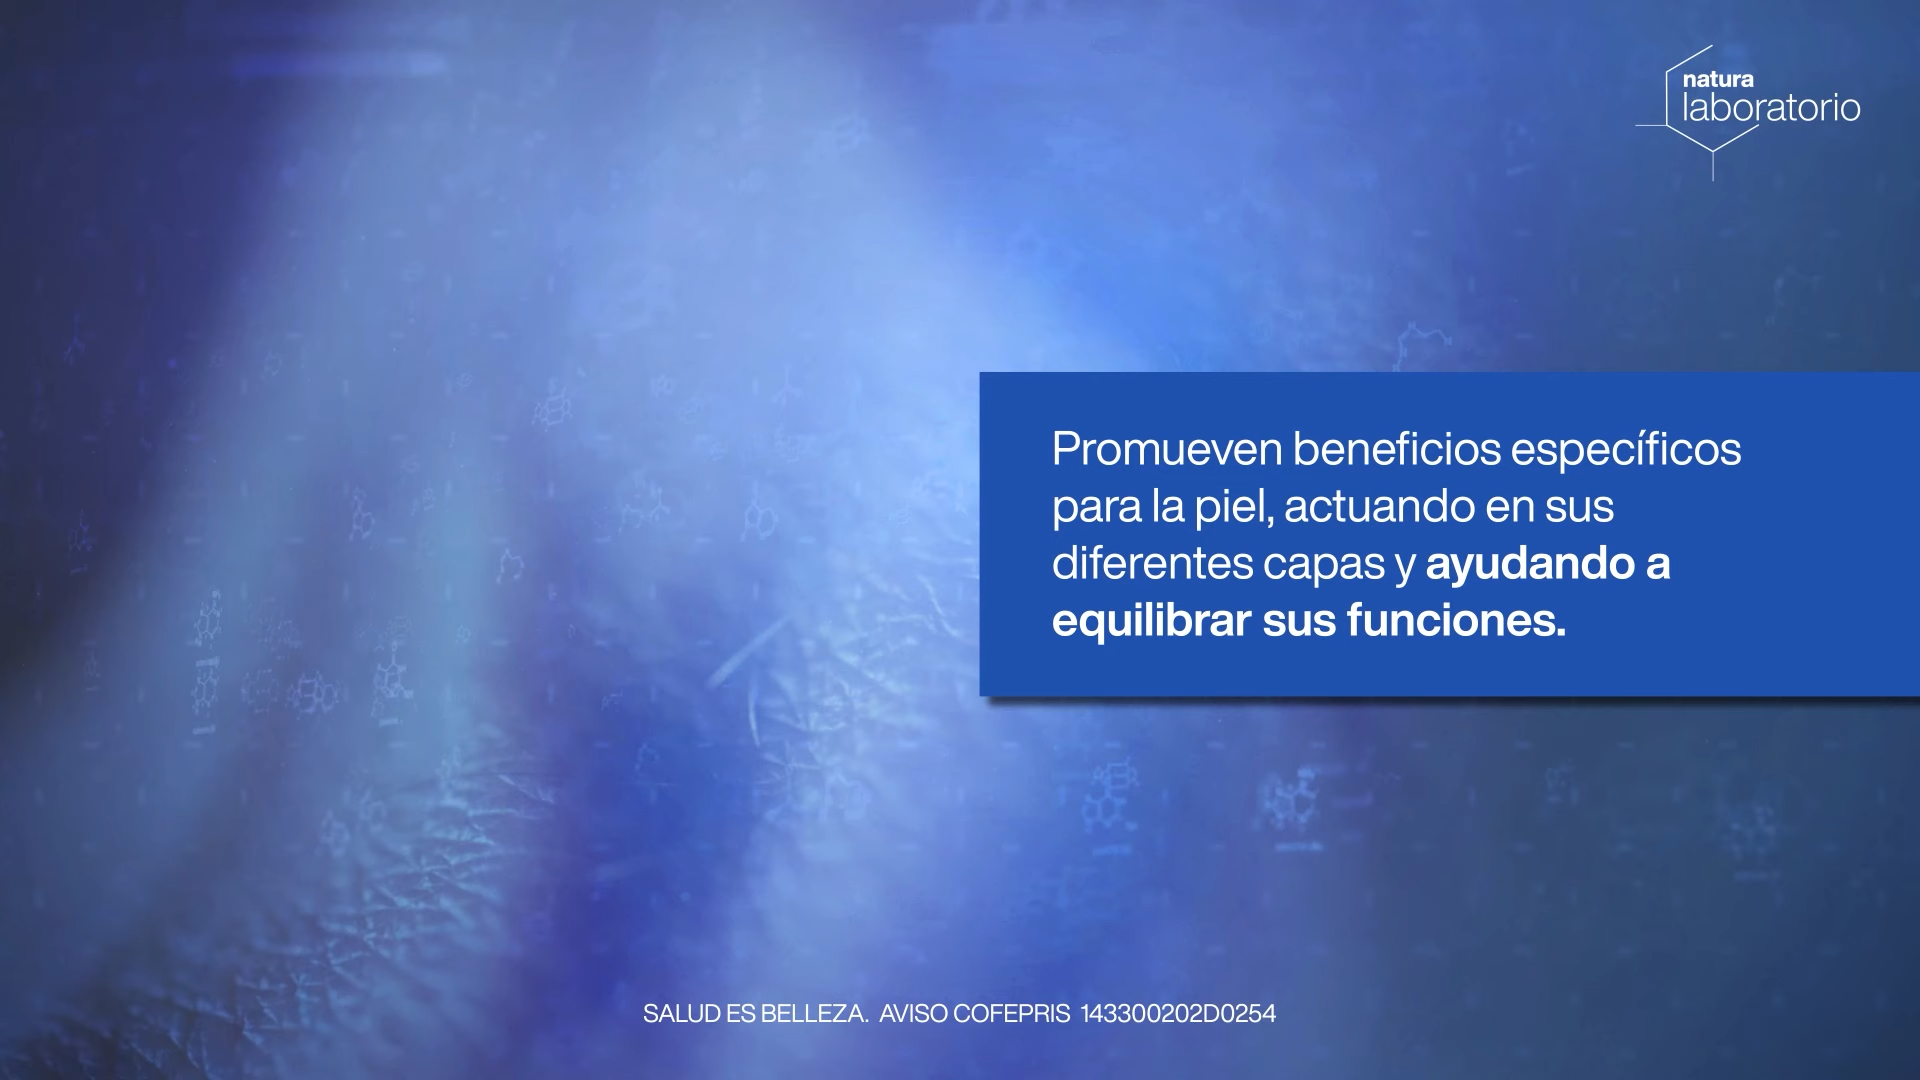 natura
laboratorio
Promueven beneficios específicos
para la piel, actuando en sus
diferentes capas y ayudando a
equilibrar sus funciones.
SALUD ES BELLEZA. AVISO COFEPRIS 143300202D0254